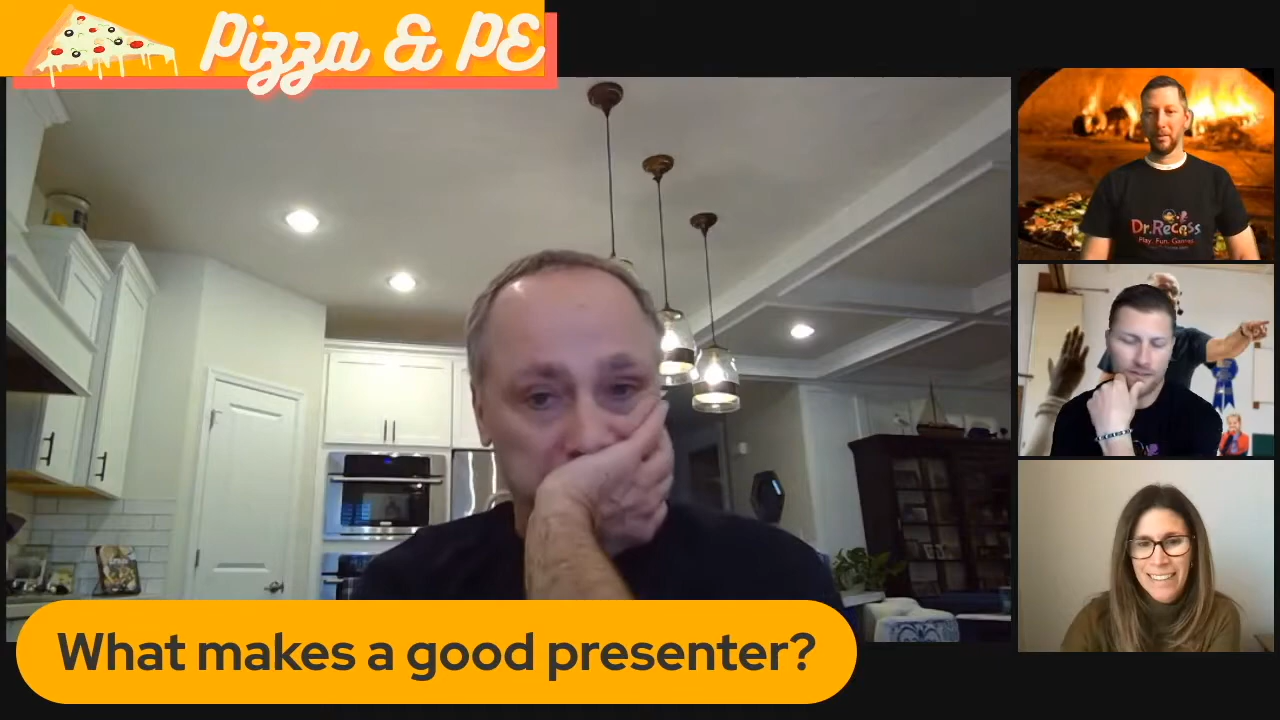 Pizza & PE
Dr.Recess
Play. Fun. Games
What makes a good presenter?